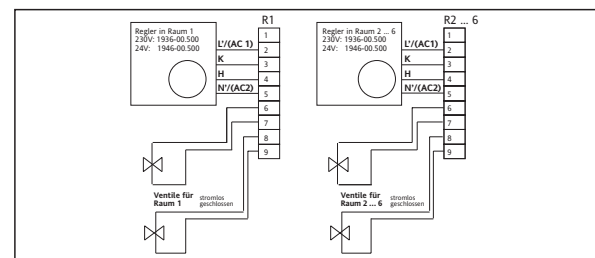 R1
Regler in Raum 1
230V: 1936-00.500
24V: 1946-00.500
L'/(AC 1)
K
H
N'/(AC2)
1
2
3
4
5
6
7
8
9
Ventile für
Raum 1
stromlos
geschlossen
R2 ... 6
Regler in Raum 2 ... 6
230V: 1936-00.500
24V: 1946-00.500
L'/(AC1)
K
H
N'/(AC2)
1
2
3
4
5
6
7
8
9
Ventile für
Raum 2 ... 6
stromlos
geschlossen